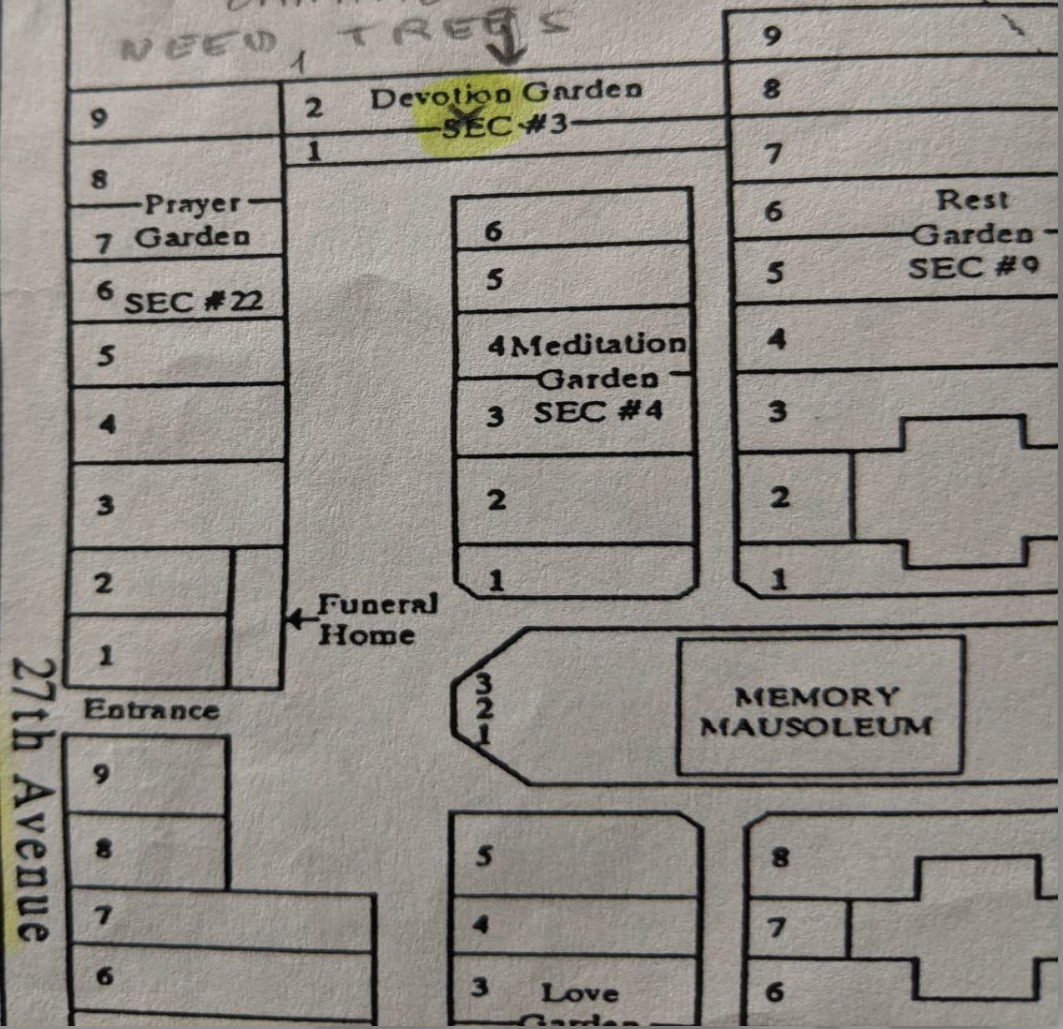 NEED, TREES
9
8
Prayer
7 Garden
6 SEC #22
5
4
3
2
1
Funeral
Home
Entrance
2 Devotion Garden
SEC #3
1
6
5
4 Meditation
Garden
3 SEC #4
2
1
9
8
7
6 Rest
Garden
5 SEC #9
4
3
2
1
3
2
1
MEMORY
MAUSOLEUM
27th Avenue
9
8
7
6
5
4
3 Love
Garden
8
7
6